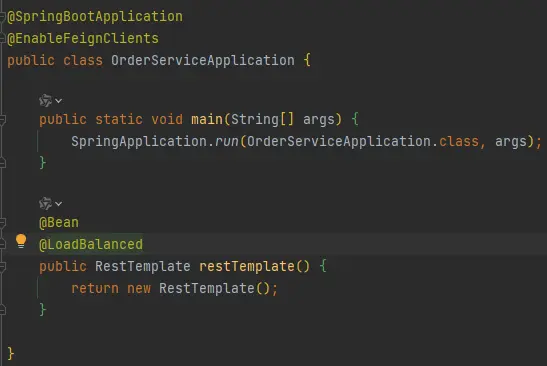 @SpringBootApplication
@EnableFeignClients
public class OrderServiceApplication {
public static void main(String[] args) {
SpringApplication.run(OrderServiceApplication.class, args);
}
@Bean
@LoadBalanced
public RestTemplate restTemplate() {
return new RestTemplate();
}
}